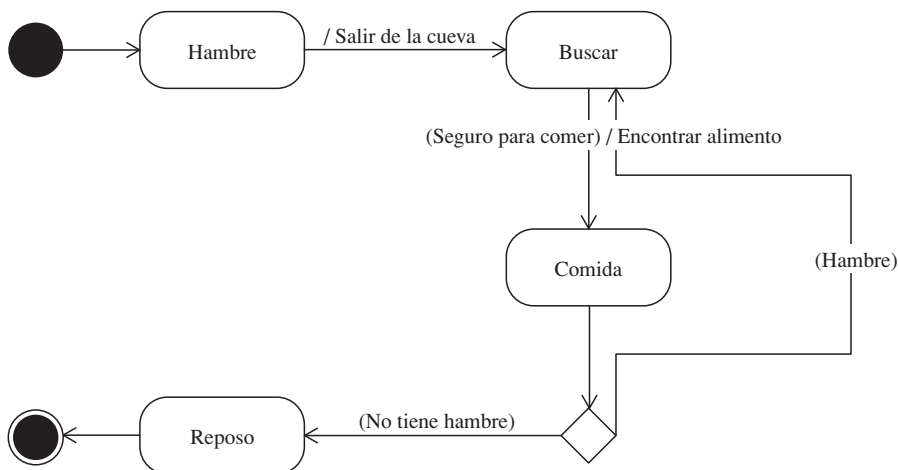 Hambre
/ Salir de la cueva
Buscar
(Seguro para comer) / Encontrar alimento
Comida
(Hambre)
(No tiene hambre)
Reposo